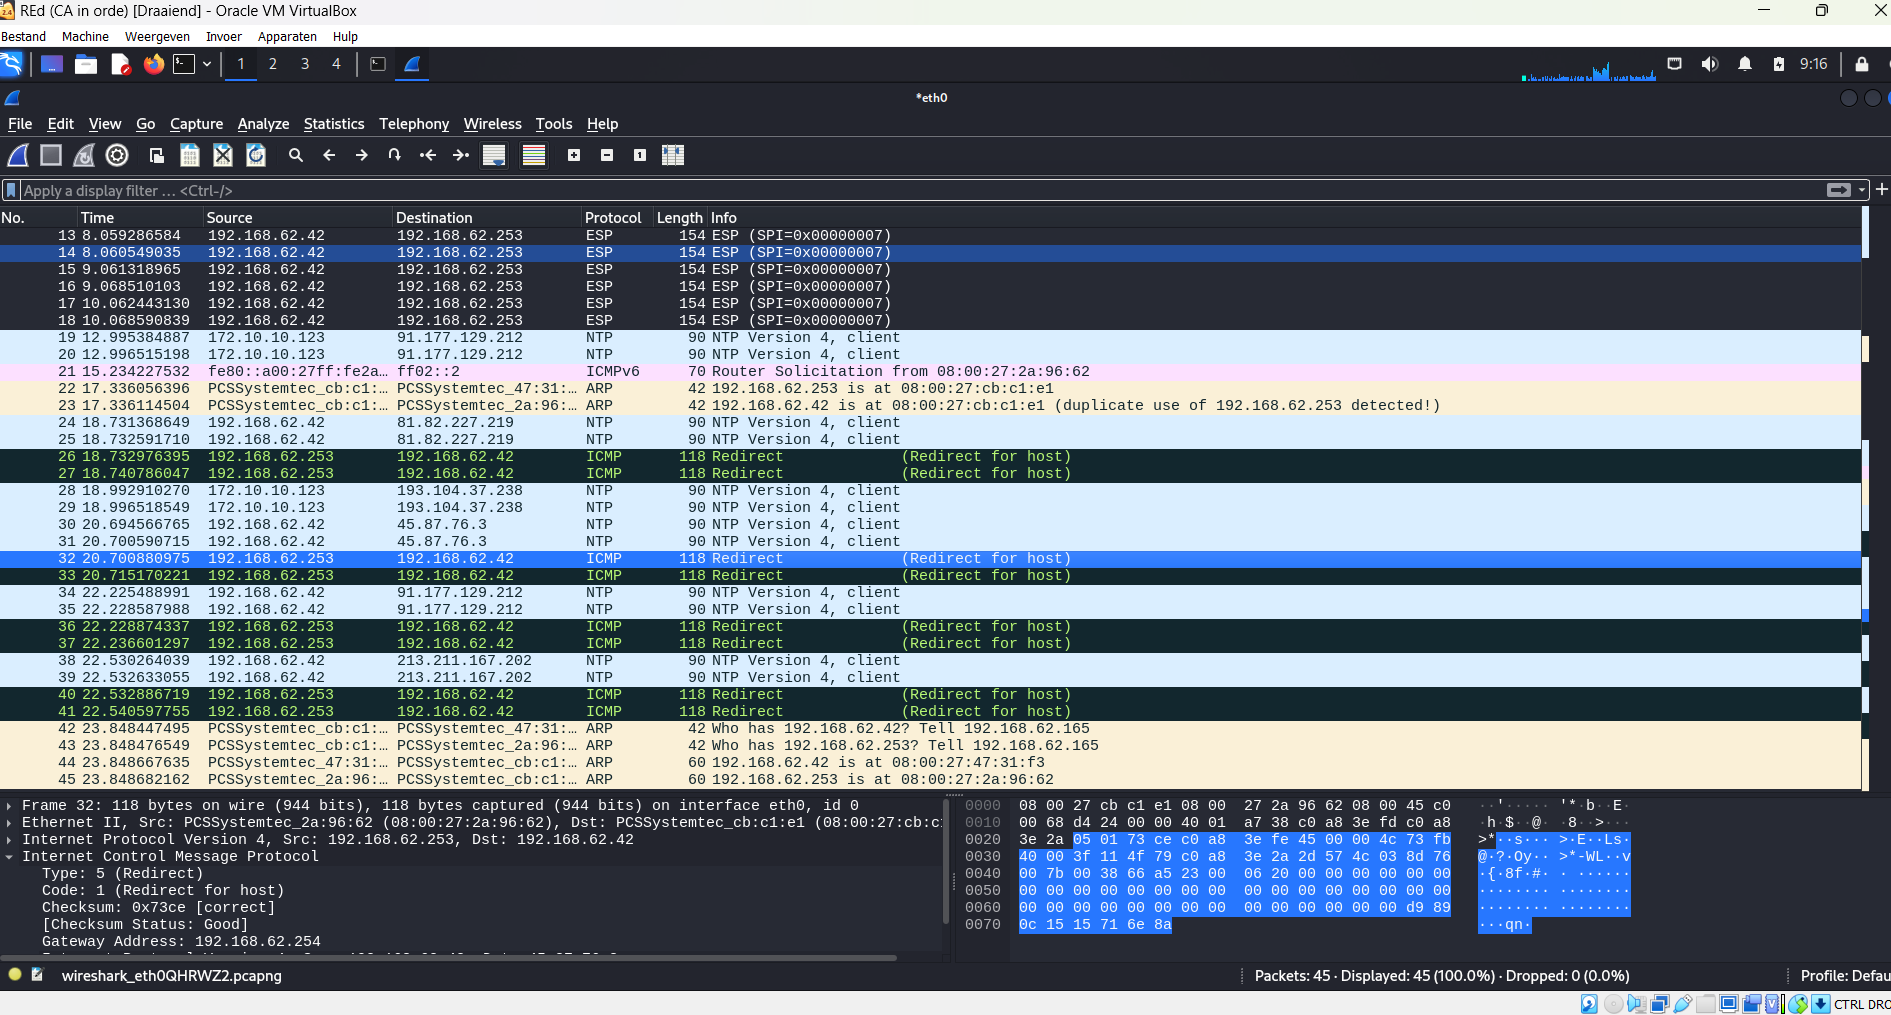 REd (CA in orde) [Draaiend] - Oracle VM VirtualBox
Bestand Machine Weergeven Invoer Apparaten Hulp
1 2 3 4 9:16
*eth0
File Edit View Go Capture Analyze Statistics Telephony Wireless Tools Help
Apply a display filter ... <Ctrl-/>
No. Time Source Destination Protocol Length Info
13 8.059286584 192.168.62.42 192.168.62.253 ESP 154 ESP (SPI=0x00000007)
14 8.060549035 192.168.62.42 192.168.62.253 ESP 154 ESP (SPI=0x00000007)
15 9.061318965 192.168.62.42 192.168.62.253 ESP 154 ESP (SPI=0x00000007)
16 9.068510103 192.168.62.42 192.168.62.253 ESP 154 ESP (SPI=0x00000007)
17 10.062443130 192.168.62.42 192.168.62.253 ESP 154 ESP (SPI=0x00000007)
18 10.068590839 192.168.62.42 192.168.62.253 ESP 154 ESP (SPI=0x00000007)
19 12.995384887 172.10.10.123 91.177.129.212 NTP 90 NTP Version 4, client
20 12.996515198 172.10.10.123 91.177.129.212 NTP 90 NTP Version 4, client
21 15.234227532 fe80::a00:27ff:fe2a… ff02::2 ICMPv6 70 Router Solicitation from 08:00:27:2a:96:62
22 17.336056396 PCSSystemtec_cb:c1:… PCSSystemtec_47:31:… ARP 42 192.168.62.253 is at 08:00:27:cb:c1:e1
23 17.336114504 PCSSystemtec_cb:c1:… PCSSystemtec_2a:96:… ARP 42 192.168.62.42 is at 08:00:27:cb:c1:e1 (duplicate use of 192.168.62.253 detected!)
24 18.731368649 192.168.62.42 81.82.227.219 NTP 90 NTP Version 4, client
25 18.732591710 192.168.62.42 81.82.227.219 NTP 90 NTP Version 4, client
26 18.732976395 192.168.62.253 192.168.62.42 ICMP 118 Redirect (Redirect for host)
27 18.740786047 192.168.62.253 192.168.62.42 ICMP 118 Redirect (Redirect for host)
28 18.992910270 172.10.10.123 193.104.37.238 NTP 90 NTP Version 4, client
29 18.996518549 172.10.10.123 193.104.37.238 NTP 90 NTP Version 4, client
30 20.694566765 192.168.62.42 45.87.76.3 NTP 90 NTP Version 4, client
31 20.700590715 192.168.62.42 45.87.76.3 NTP 90 NTP Version 4, client
32 20.700880975 192.168.62.253 192.168.62.42 ICMP 118 Redirect (Redirect for host)
33 20.715170221 192.168.62.253 192.168.62.42 ICMP 118 Redirect (Redirect for host)
34 22.225488991 192.168.62.42 91.177.129.212 NTP 90 NTP Version 4, client
35 22.228587988 192.168.62.42 91.177.129.212 NTP 90 NTP Version 4, client
36 22.228874337 192.168.62.253 192.168.62.42 ICMP 118 Redirect (Redirect for host)
37 22.236601297 192.168.62.253 192.168.62.42 ICMP 118 Redirect (Redirect for host)
38 22.530264039 192.168.62.42 213.211.167.202 NTP 90 NTP Version 4, client
39 22.532633055 192.168.62.42 213.211.167.202 NTP 90 NTP Version 4, client
40 22.532886719 192.168.62.253 192.168.62.42 ICMP 118 Redirect (Redirect for host)
41 22.540597755 192.168.62.253 192.168.62.42 ICMP 118 Redirect (Redirect for host)
42 23.848447495 PCSSystemtec_cb:c1:… PCSSystemtec_47:31:… ARP 42 Who has 192.168.62.42? Tell 192.168.62.165
43 23.848476549 PCSSystemtec_cb:c1:… PCSSystemtec_2a:96:… ARP 42 Who has 192.168.62.253? Tell 192.168.62.165
44 23.848667635 PCSSystemtec_47:31:… PCSSystemtec_cb:c1:… ARP 60 192.168.62.42 is at 08:00:27:47:31:f3
45 23.848682162 PCSSystemtec_2a:96:… PCSSystemtec_cb:c1:… ARP 60 192.168.62.253 is at 08:00:27:2a:96:62
Frame 32: 118 bytes on wire (944 bits), 118 bytes captured (944 bits) on interface eth0, id 0
Ethernet II, Src: PCSSystemtec_2a:96:62 (08:00:27:2a:96:62), Dst: PCSSystemtec_cb:c1:e1 (08:00:27:cb:c1
Internet Protocol Version 4, Src: 192.168.62.253, Dst: 192.168.62.42
Internet Control Message Protocol
Type: 5 (Redirect)
Code: 1 (Redirect for host)
Checksum: 0x73ce [correct]
[Checksum Status: Good]
Gateway Address: 192.168.62.254
0000 08 00 27 cb c1 e1 08 00 27 2a 96 62 08 00 45 c0 ··'····· '*·b··E·
0010 00 68 d4 24 00 00 40 01 a7 38 c0 a8 3e fd c0 a8 ·h·$··@· ·8··>···
0020 3e 2a 05 01 73 ce c0 a8 3e fe 45 00 00 4c 73 fb >*··s··· >·E··Ls·
0030 40 00 3f 11 4f 79 c0 a8 3e 2a 2d 57 4c 03 8d 76 @·?·Oy·· >*-WL··v
0040 00 7b 00 38 66 a5 23 00 06 20 00 00 00 00 00 00 ·{·8f·#· · ······
0050 00 00 00 00 00 00 00 00 00 00 00 00 00 00 00 00 ········ ········
0060 00 00 00 00 00 00 00 00 00 00 00 00 00 00 d9 89 ········ ········
0070 0c 15 15 71 6e 8a ···qn·
wireshark_eth0QHRWZ2.pcapng
Packets: 45 · Displayed: 45 (100.0%) · Dropped: 0 (0.0%)
Profile: Defau
CTRL DRO